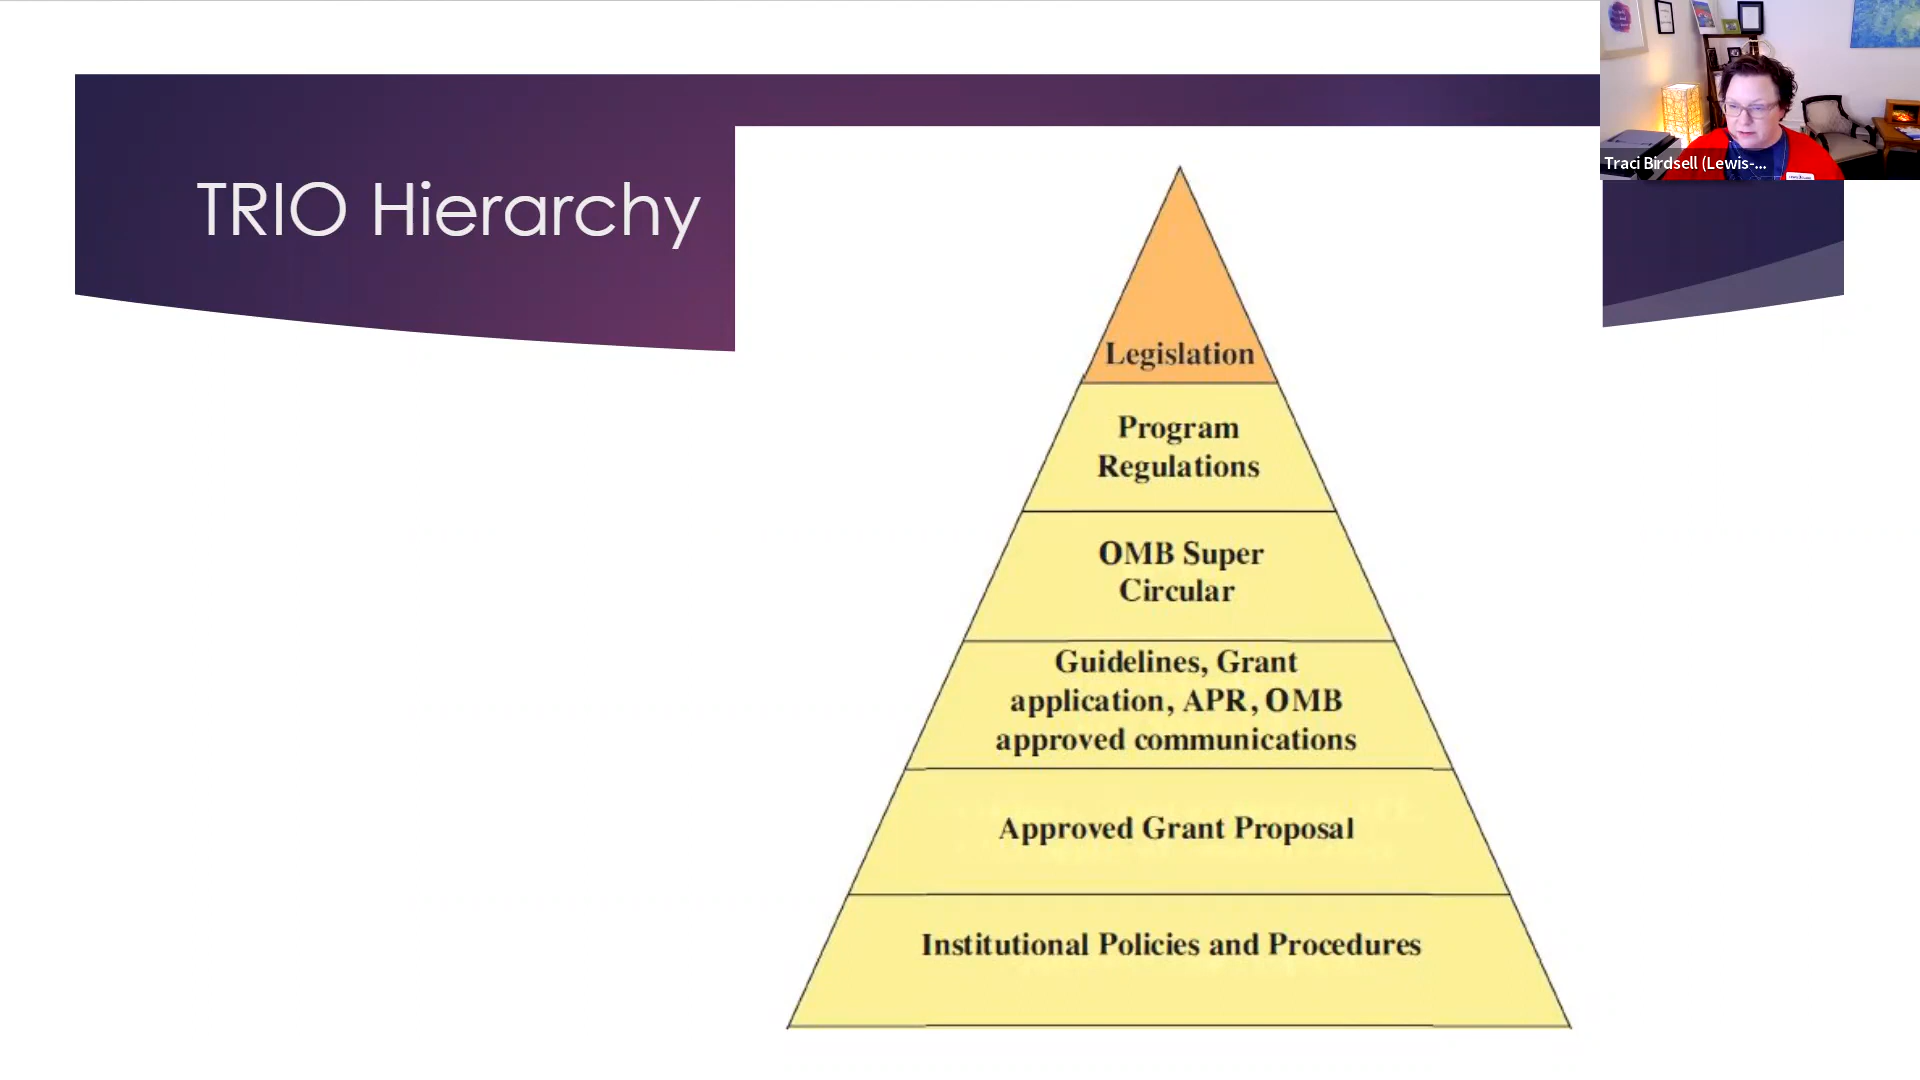 TRIO Hierarchy
Traci Birdsell (Lewis-...
Legislation
Program
Regulations
OMB Super
Circular
Guidelines, Grant
application, APR, OMB
approved communications
Approved Grant Proposal
Institutional Policies and Procedures